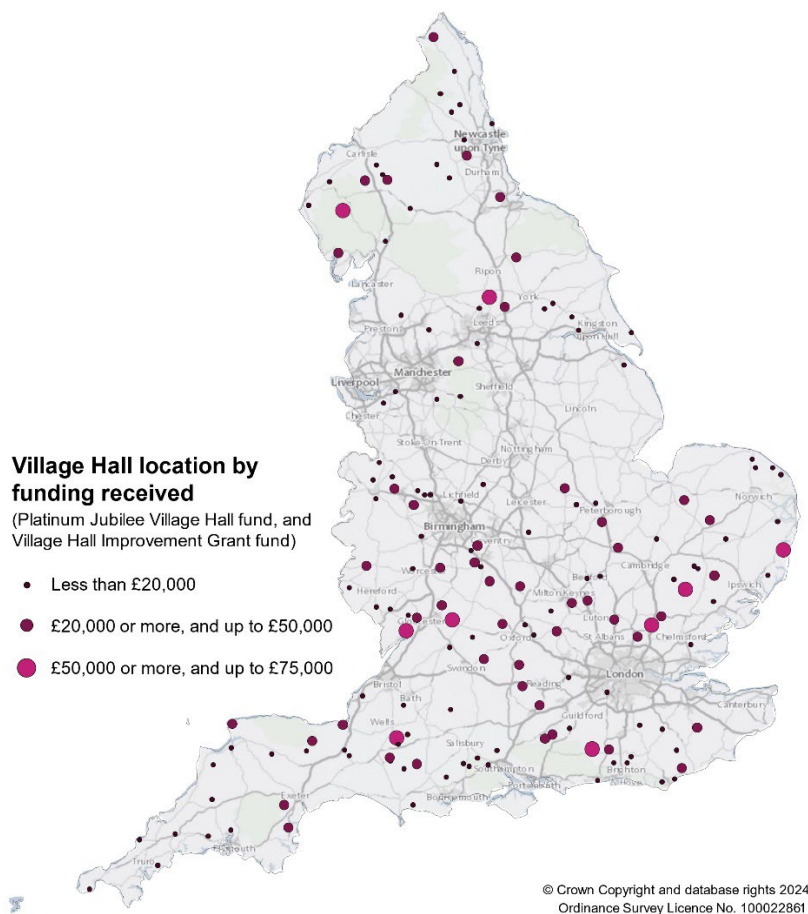 Newcastle
upon Tyne
Carlisle
Durham
Ripon
Lancaster
York
Preston
Leeds
Kingston
upon Hull
Manchester
Liverpool
Sheffield
Chester
Lincoln
Stoke-On-Trent
Nottingham
Derby
Village Hall location by
funding received
(Platinum Jubilee Village Hall fund, and
Village Hall Improvement Grant fund)
Less than £20,000
£20,000 or more, and up to £50,000
£50,000 or more, and up to £75,000
Lichfield
Leicester
Norwich
Peterborough
Birmingham
Coventry
Worcester
Cambridge
Bedford
Ipswich
Hereford
Milton Keynes
Gloucester
Luton
Oxford
St Albans
Chelmsford
Swindon
London
Bristol
Reading
Bath
Canterbury
Wells
Guildford
Salisbury
Southampton
Brighton
& Hove
Portsmouth
Bournemouth
Exeter
Plymouth
Truro
© Crown Copyright and database rights 2024
Ordinance Survey Licence No. 100022861